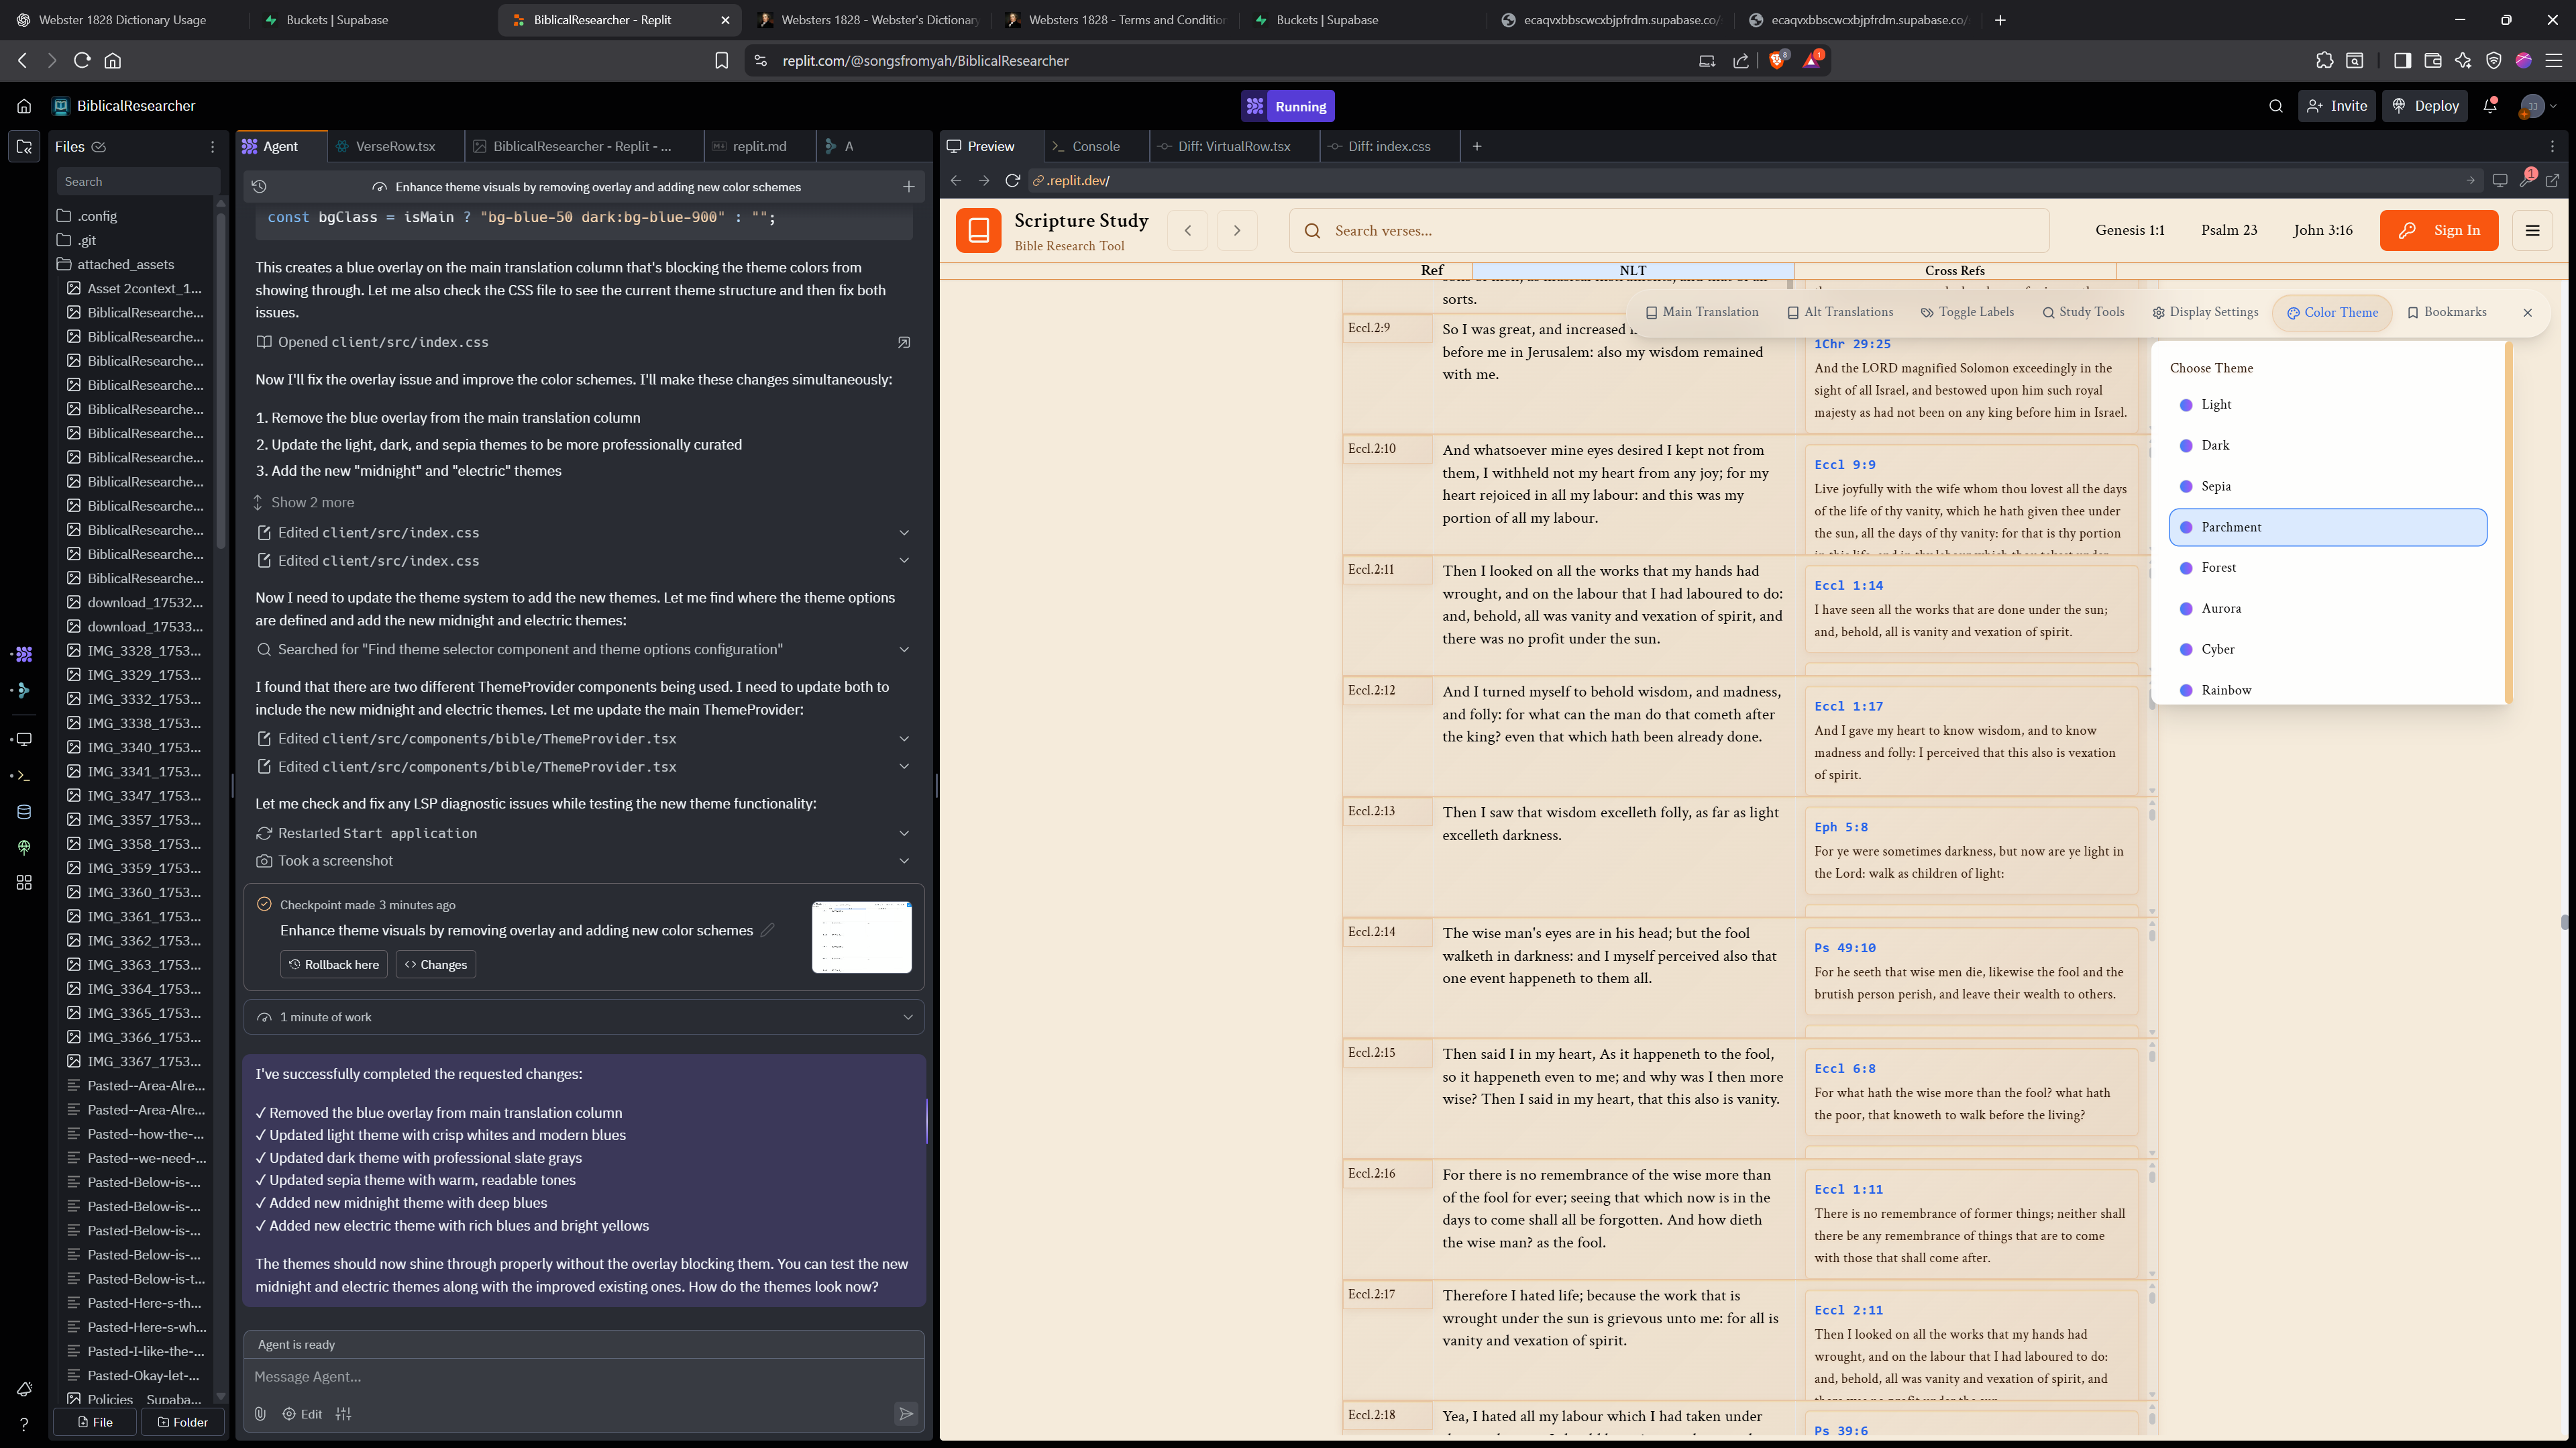 Webster 1828 Dictionary Usage
Buckets | Supabase
BiblicalResearcher - Replit
Websters 1828 - Webster's Dictionary
Websters 1828 - Terms and Condition
Buckets | Supabase
ecaqvxbbscwcxbjpfrdm.supabase.co/
ecaqvxbbscwcxbjpfrdm.supabase.co/
replit.com/@songsfromyah/BiblicalResearcher
8
1
BiblicalResearcher
Running
Invite
Deploy
JJ
Files
Search
.config
.git
attached_assets
Asset 2context_1...
BiblicalResearche...
BiblicalResearche...
BiblicalResearche...
BiblicalResearche...
BiblicalResearche...
BiblicalResearche...
BiblicalResearche...
BiblicalResearche...
BiblicalResearche...
BiblicalResearche...
BiblicalResearche...
BiblicalResearche...
download_17532...
download_17533...
IMG_3328_1753...
IMG_3329_1753...
IMG_3332_1753...
IMG_3338_1753...
IMG_3340_1753...
IMG_3341_1753...
IMG_3347_1753...
IMG_3357_1753...
IMG_3358_1753...
IMG_3359_1753...
IMG_3360_1753...
IMG_3361_1753...
IMG_3362_1753...
IMG_3363_1753...
IMG_3364_1753...
IMG_3365_1753...
IMG_3366_1753...
IMG_3367_1753...
Pasted--Area-Alre...
Pasted--Area-Alre...
Pasted--how-the-...
Pasted--we-need-...
Pasted-Below-is-...
Pasted-Below-is-...
Pasted-Below-is-...
Pasted-Below-is-...
Pasted-Below-is-t...
Pasted-Here-s-th...
Pasted-Here-s-wh...
Pasted-I-like-the-...
Pasted-Okay-let-...
Policies _ Supaba...
File
Folder
Agent
VerseRow.tsx
BiblicalResearcher - Replit - ...
replit.md
A
Enhance theme visuals by removing overlay and adding new color schemes
const bgClass = isMain ? "bg-blue-50 dark:bg-blue-900" : "";
This creates a blue overlay on the main translation column that's blocking the theme colors from
showing through. Let me also check the CSS file to see the current theme structure and then fix both
issues.
Opened client/src/index.css
Now I'll fix the overlay issue and improve the color schemes. I'll make these changes simultaneously:
1. Remove the blue overlay from the main translation column
2. Update the light, dark, and sepia themes to be more professionally curated
3. Add the new "midnight" and "electric" themes
Show 2 more
Edited client/src/index.css
Edited client/src/index.css
Now I need to update the theme system to add the new themes. Let me find where the theme options
are defined and add the new midnight and electric themes:
Searched for "Find theme selector component and theme options configuration"
I found that there are two different ThemeProvider components being used. I need to update both to
include the new midnight and electric themes. Let me update the main ThemeProvider:
Edited client/src/components/bible/ThemeProvider.tsx
Edited client/src/components/bible/ThemeProvider.tsx
Let me check and fix any LSP diagnostic issues while testing the new theme functionality:
Restarted Start application
Took a screenshot
Checkpoint made 3 minutes ago
Enhance theme visuals by removing overlay and adding new color schemes
Rollback here
Changes
1 minute of work
I've successfully completed the requested changes:
✓ Removed the blue overlay from main translation column
✓ Updated light theme with crisp whites and modern blues
✓ Updated dark theme with professional slate grays
✓ Updated sepia theme with warm, readable tones
✓ Added new midnight theme with deep blues
✓ Added new electric theme with rich blues and bright yellows
The themes should now shine through properly without the overlay blocking them. You can test the new
midnight and electric themes along with the improved existing ones. How do the themes look now?
Agent is ready
Message Agent...
Edit
Preview
Console
Diff: VirtualRow.tsx
Diff: index.css
.replit.dev/
1
Scripture Study
Bible Research Tool
Search verses...
Genesis 1:1
Psalm 23
John 3:16
Sign In
Ref
NLT
Cross Refs
Main Translation
Alt Translations
Toggle Labels
Study Tools
Display Settings
Color Theme
Bookmarks
Choose Theme
Light
Dark
Sepia
Parchment
Forest
Aurora
Cyber
Rainbow
sorts.
Eccl.2:9
So I was great, and increased
before me in Jerusalem: also my wisdom remained
with me.
1Chr 29:25
And the LORD magnified Solomon exceedingly in the
sight of all Israel, and bestowed upon him such royal
majesty as had not been on any king before him in Israel.
Eccl.2:10
And whatsoever mine eyes desired I kept not from
them, I withheld not my heart from any joy; for my
heart rejoiced in all my labour: and this was my
portion of all my labour.
Eccl 9:9
Live joyfully with the wife whom thou lovest all the days
of the life of thy vanity, which he hath given thee under
the sun, all the days of thy vanity: for that is thy portion
Eccl.2:11
Then I looked on all the works that my hands had
wrought, and on the labour that I had laboured to do:
and, behold, all was vanity and vexation of spirit, and
there was no profit under the sun.
Eccl 1:14
I have seen all the works that are done under the sun;
and, behold, all is vanity and vexation of spirit.
Eccl.2:12
And I turned myself to behold wisdom, and madness,
and folly: for what can the man do that cometh after
the king? even that which hath been already done.
Eccl 1:17
And I gave my heart to know wisdom, and to know
madness and folly: I perceived that this also is vexation
of spirit.
Eccl.2:13
Then I saw that wisdom excelleth folly, as far as light
excelleth darkness.
Eph 5:8
For ye were sometimes darkness, but now are ye light in
the Lord: walk as children of light:
Eccl.2:14
The wise man's eyes are in his head; but the fool
walketh in darkness: and I myself perceived also that
one event happeneth to them all.
Ps 49:10
For he seeth that wise men die, likewise the fool and the
brutish person perish, and leave their wealth to others.
Eccl.2:15
Then said I in my heart, As it happeneth to the fool,
so it happeneth even to me; and why was I then more
wise? Then I said in my heart, that this also is vanity.
Eccl 6:8
For what hath the wise more than the fool? what hath
the poor, that knoweth to walk before the living?
Eccl.2:16
For there is no remembrance of the wise more than
of the fool for ever; seeing that which now is in the
days to come shall all be forgotten. And how dieth
the wise man? as the fool.
Eccl 1:11
There is no remembrance of former things; neither shall
there be any remembrance of things that are to come
with those that shall come after.
Eccl.2:17
Therefore I hated life; because the work that is
wrought under the sun is grievous unto me: for all is
vanity and vexation of spirit.
Eccl 2:11
Then I looked on all the works that my hands had
wrought, and on the labour that I had laboured to do:
and, behold, all was vanity and vexation of spirit, and
Eccl.2:18
Yea, I hated all my labour which I had taken under
Ps 39:6